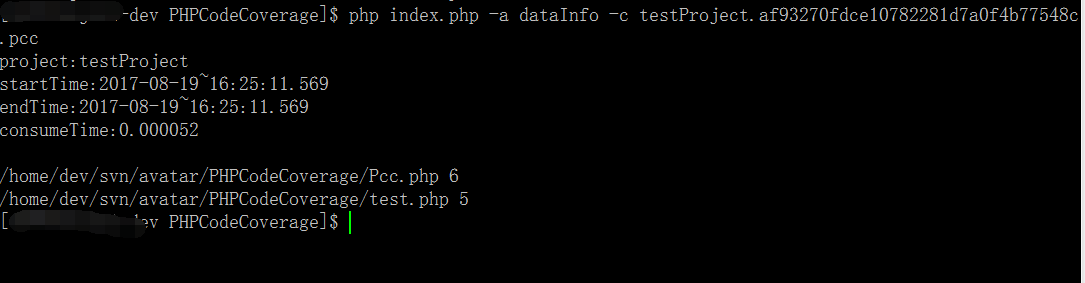 [-dev PHPCodeCoverage]$ php index.php -a dataInfo -c testProject.af93270fdce10782281d7a0f4b77548c
.pcc
project:testProject
startTime:2017-08-19~16:25:11.569
endTime:2017-08-19~16:25:11.569
consumeTime:0.000052
/home/dev/svn/avatar/PHPCodeCoverage/Pcc.php 6
/home/dev/svn/avatar/PHPCodeCoverage/test.php 5
[dev PHPCodeCoverage]$